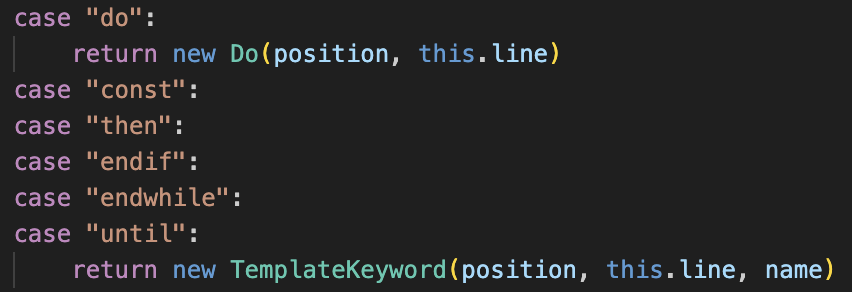 case "do":
    return new Do(position, this.line)
case "const":
case "then":
case "endif":
case "endwhile":
case "until":
    return new TemplateKeyword(position, this.line, name)